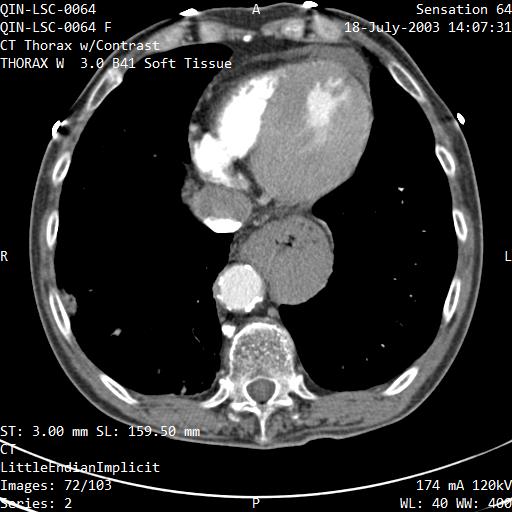 QIN-LSC-0064
A
Sensation 64
QIN-LSC-0064 F
18-July-2003 14:07:31
CT Thorax w/Contrast
THORAX W 3.0 B41 Soft Tissue
R
L
ST: 3.00 mm SL: 159.50 mm
CT
LittleEndianImplicit
Images: 72/103
174 mA 120kV
Series: 2
P
WL: 40 WW: 400